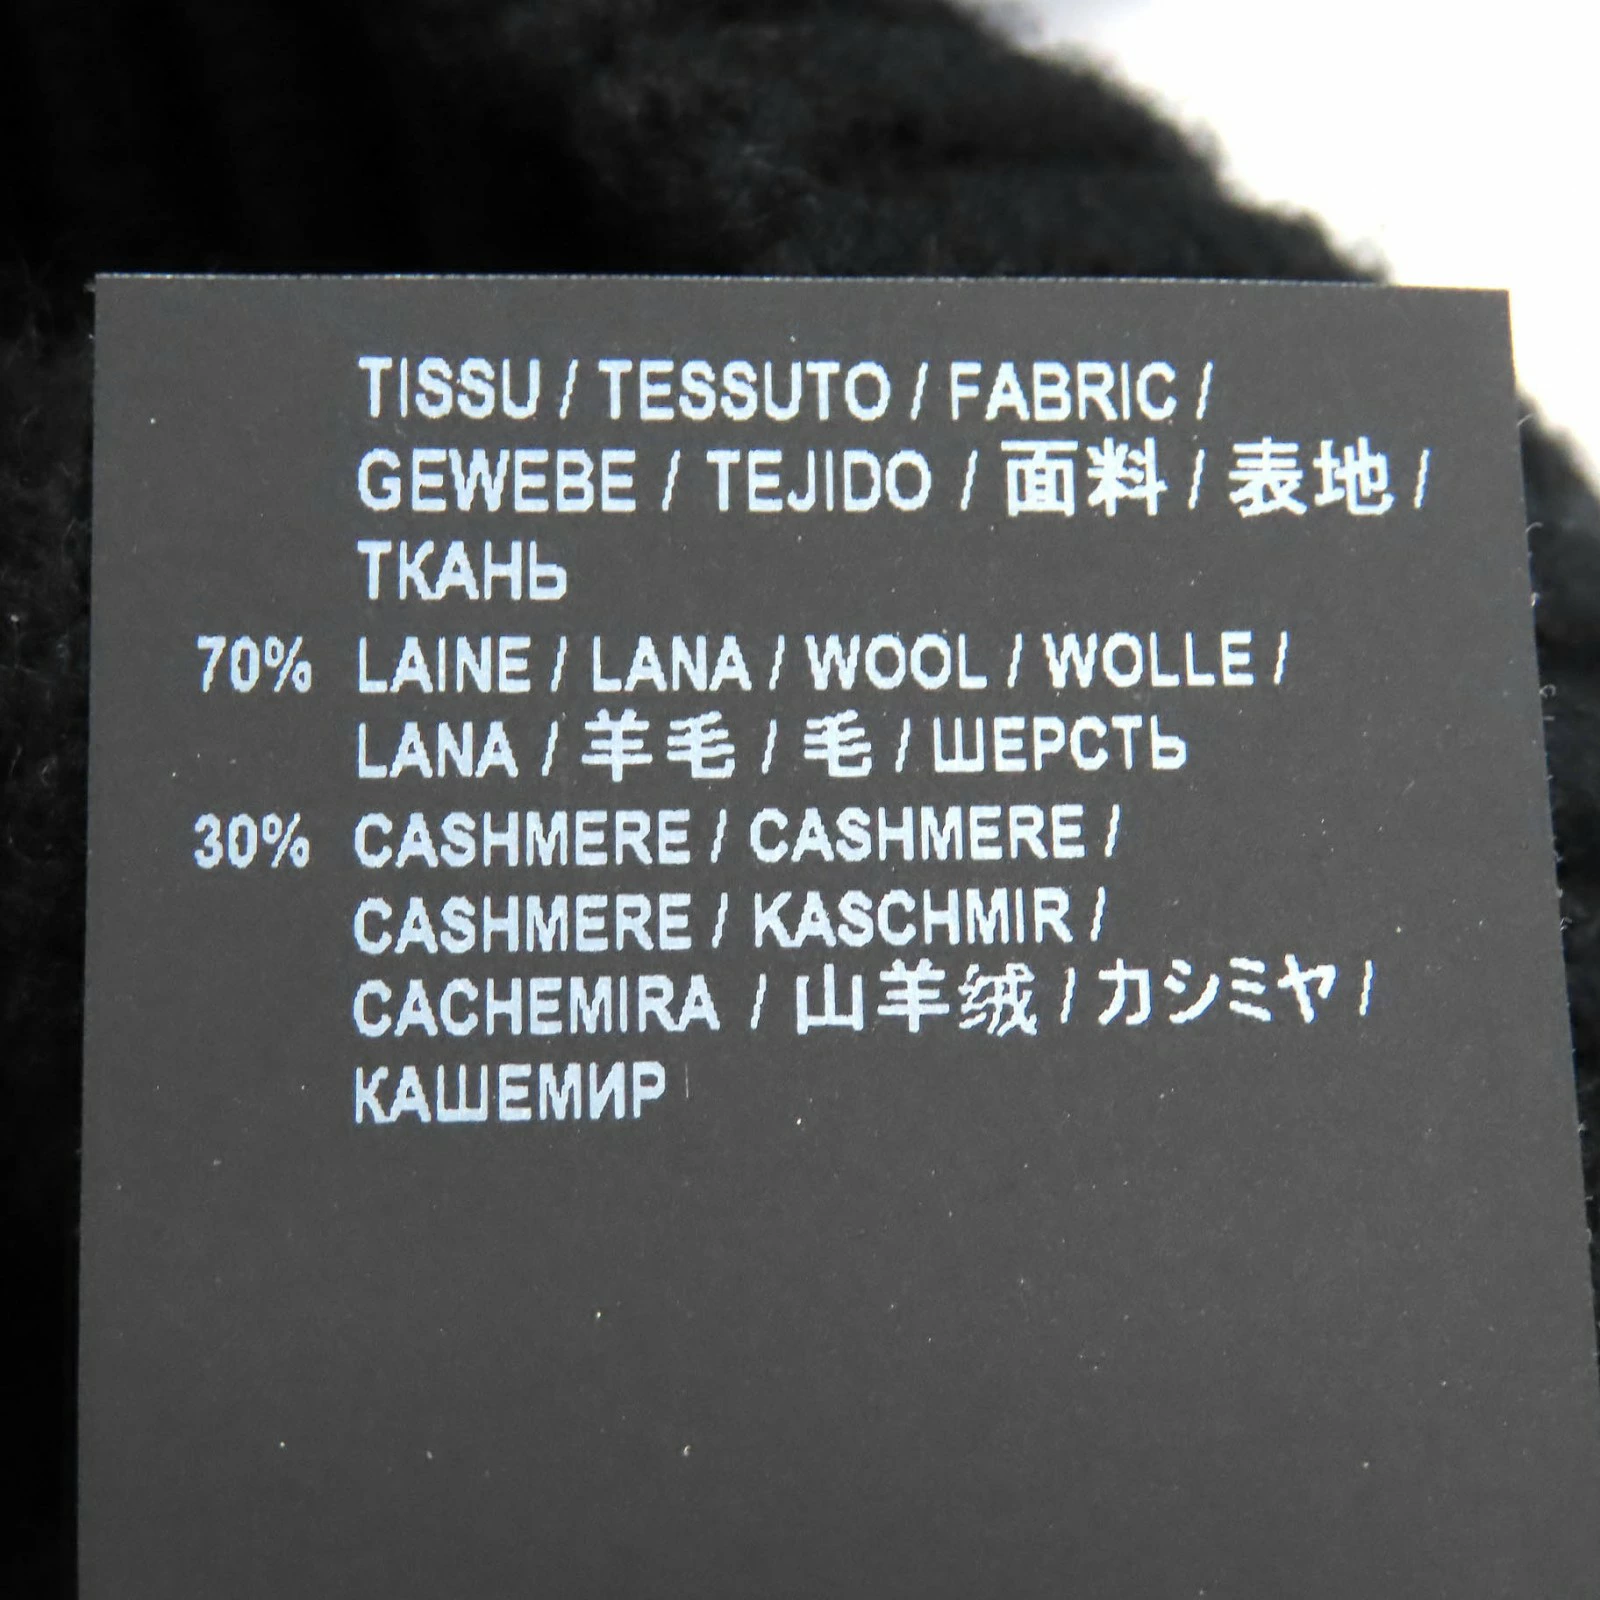 TISSU / TESSUTO / FABRIC /
GEWEBE / TEJIDO / 面料 / 表地 /
ТКАНЬ
70% LAINE / LANA / WOOL / WOLLE /
LANA / 羊毛 / 毛 / ШЕРСТЬ
30% CASHMERE / CASHMERE /
CASHMERE / KASCHMIR /
CACHEMIRA / 山羊绒 / カシミヤ /
КАШЕМИР